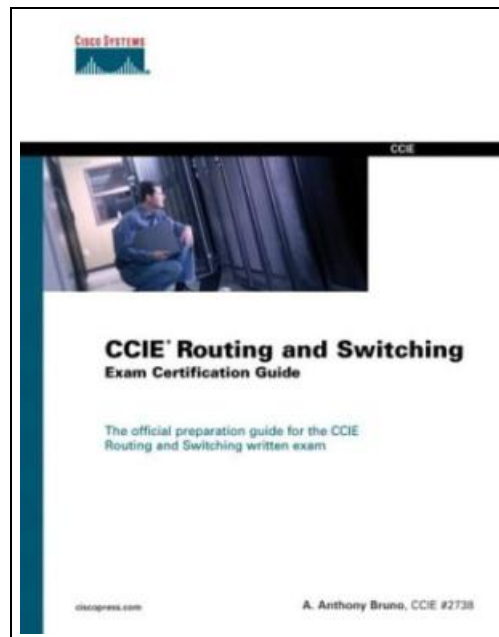 CISCO SYSTEMS
CCIE
CCIE® Routing and Switching
Exam Certification Guide
The official preparation guide for the CCIE
Routing and Switching written exam
ciscopress.com
A. Anthony Bruno, CCIE #2738